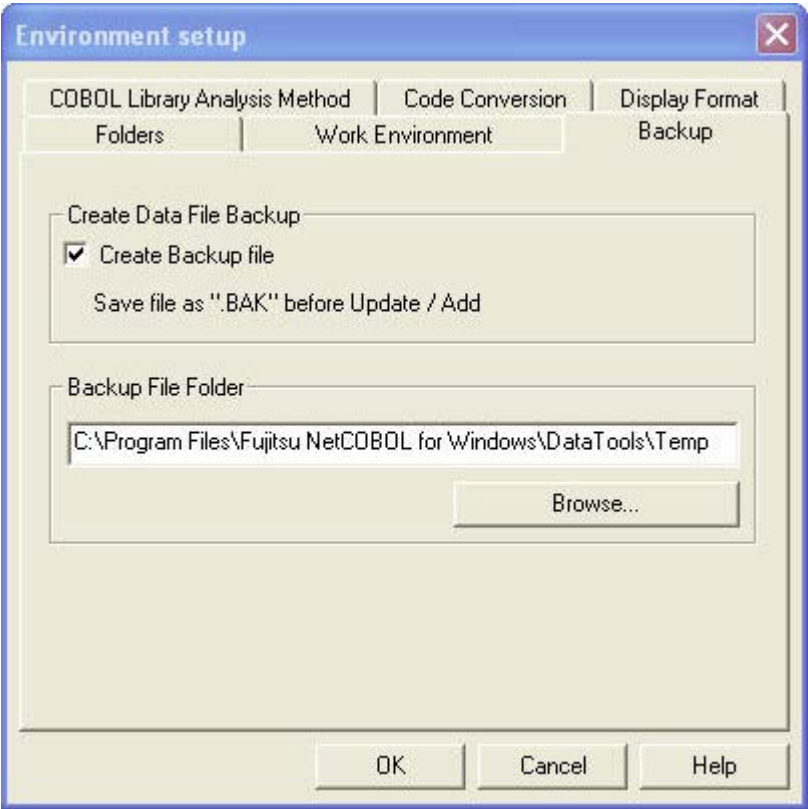 Environment setup
COBOL Library Analysis Method
Code Conversion
Display Format
Folders
Work Environment
Backup
Create Data File Backup
Create Backup file
Save file as ".BAK" before Update / Add
Backup File Folder
C:\Program Files\Fujitsu NetCOBOL for Windows\DataTools\Temp
Browse...
OK
Cancel
Help